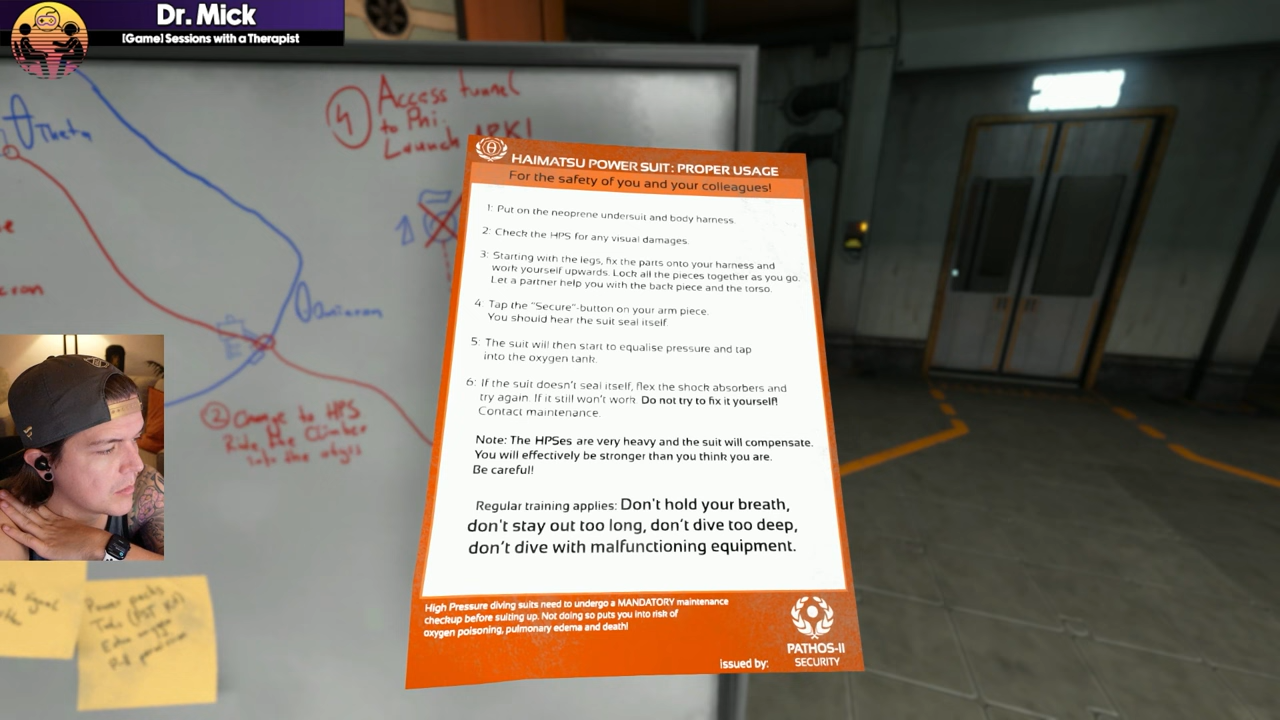 Dr. Mick
[Game] Sessions with a Therapist
Theta
4 Access tunnel
to Phi.
Launch ARK!
Omicron
2 Change to HPS
Ride the Climber
into the abyss
Power packs
HAIMATSU POWER SUIT: PROPER USAGE
For the safety of you and your colleagues!
1: Put on the neoprene undersuit and body harness.
2: Check the HPS for any visual damages.
3: Starting with the legs, fix the parts onto your harness and
work yourself upwards. Lock all the pieces together as you go.
Let a partner help you with the back piece and the torso.
4: Tap the "Secure"-button on your arm piece.
You should hear the suit seal itself.
5: The suit will then start to equalise pressure and tap
into the oxygen tank.
6: If the suit doesn't seal itself, flex the shock absorbers and
try again. If it still won't work. Do not try to fix it yourself!
Contact maintenance.
Note: The HPSes are very heavy and the suit will compensate.
You will effectively be stronger than you think you are.
Be careful!
Regular training applies: Don't hold your breath,
don't stay out too long, don't dive too deep,
don't dive with malfunctioning equipment.
High Pressure diving suits need to undergo a MANDATORY maintenance
checkup before suiting up. Not doing so puts you into risk of
oxygen poisoning, pulmonary edema and death!
issued by:
PATHOS-II
SECURITY